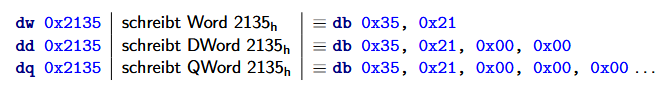 dw 0x2135 | schreibt Word 2135h | ≡ db 0x35, 0x21
dd 0x2135 | schreibt DWord 2135h | ≡ db 0x35, 0x21, 0x00, 0x00
dq 0x2135 | schreibt QWord 2135h | ≡ db 0x35, 0x21, 0x00, 0x00, 0x00 ...